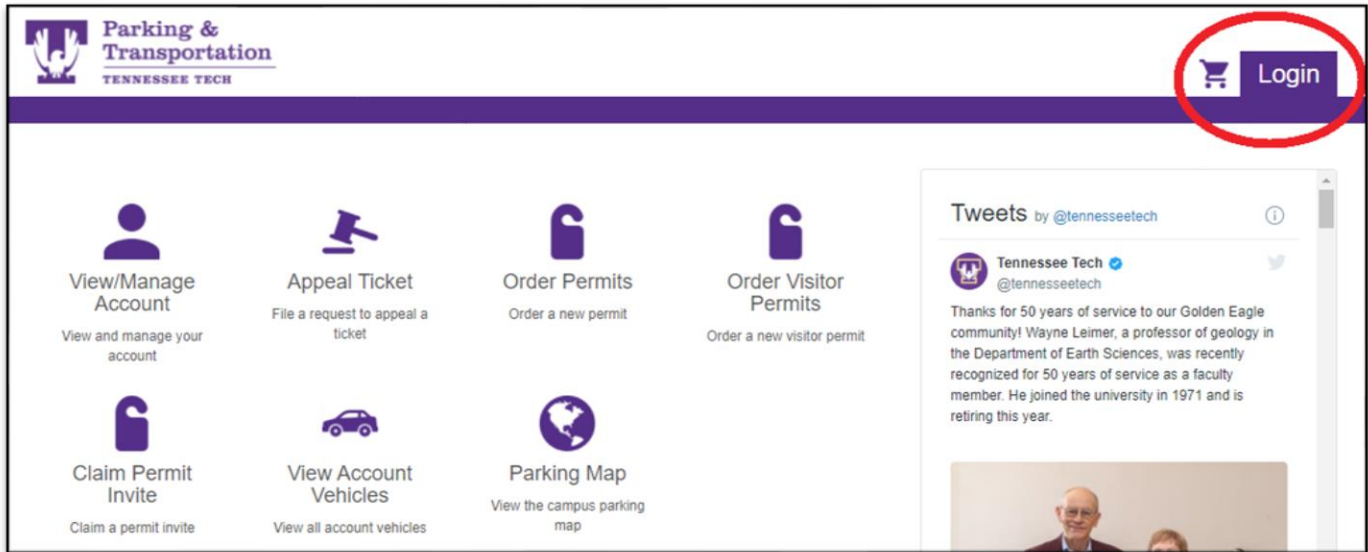 Parking &
Transportation
TENNESSEE TECH
Login
View/Manage
Account
View and manage your
account
Appeal Ticket
File a request to appeal a
ticket
Order Permits
Order a new permit
Order Visitor
Permits
Order a new visitor permit
Claim Permit
Invite
Claim a permit invite
View Account
Vehicles
View all account vehicles
Parking Map
View the campus parking
map
Tweets by @tennesseetech
Tennessee Tech
@tennesseetech
Thanks for 50 years of service to our Golden Eagle
community! Wayne Leimer, a professor of geology in
the Department of Earth Sciences, was recently
recognized for 50 years of service as a faculty
member. He joined the university in 1971 and is
retiring this year.